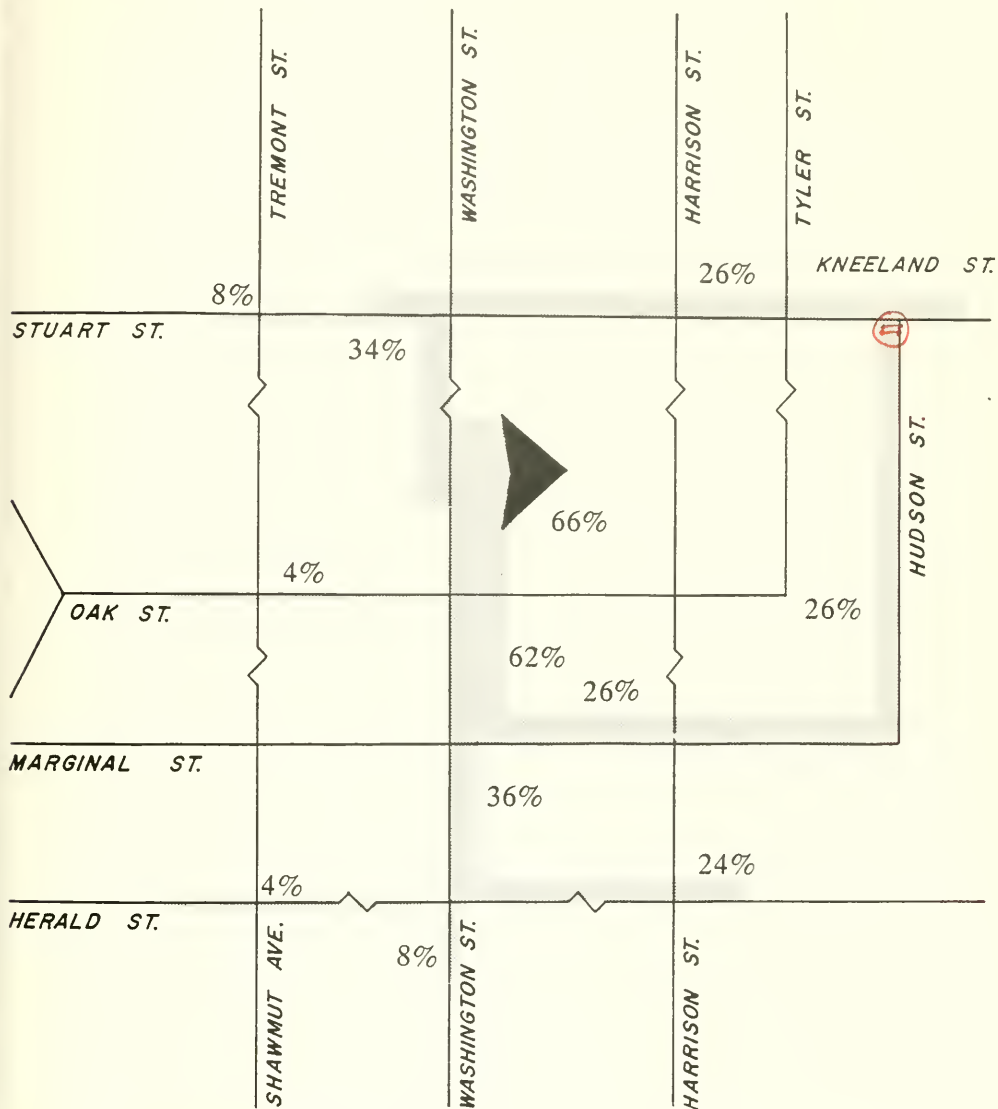 TREMONT ST.
WASHINGTON ST.
HARRISON ST.
TYLER ST.
KNEELAND ST.
26%
8%
STUART ST.
34%
HUDSON ST.
66%
4%
OAK ST.
26%
62%
26%
MARGINAL ST.
36%
24%
4%
HERALD ST.
8%
SHAWMUT AVE.
WASHINGTON ST.
HARRISON ST.